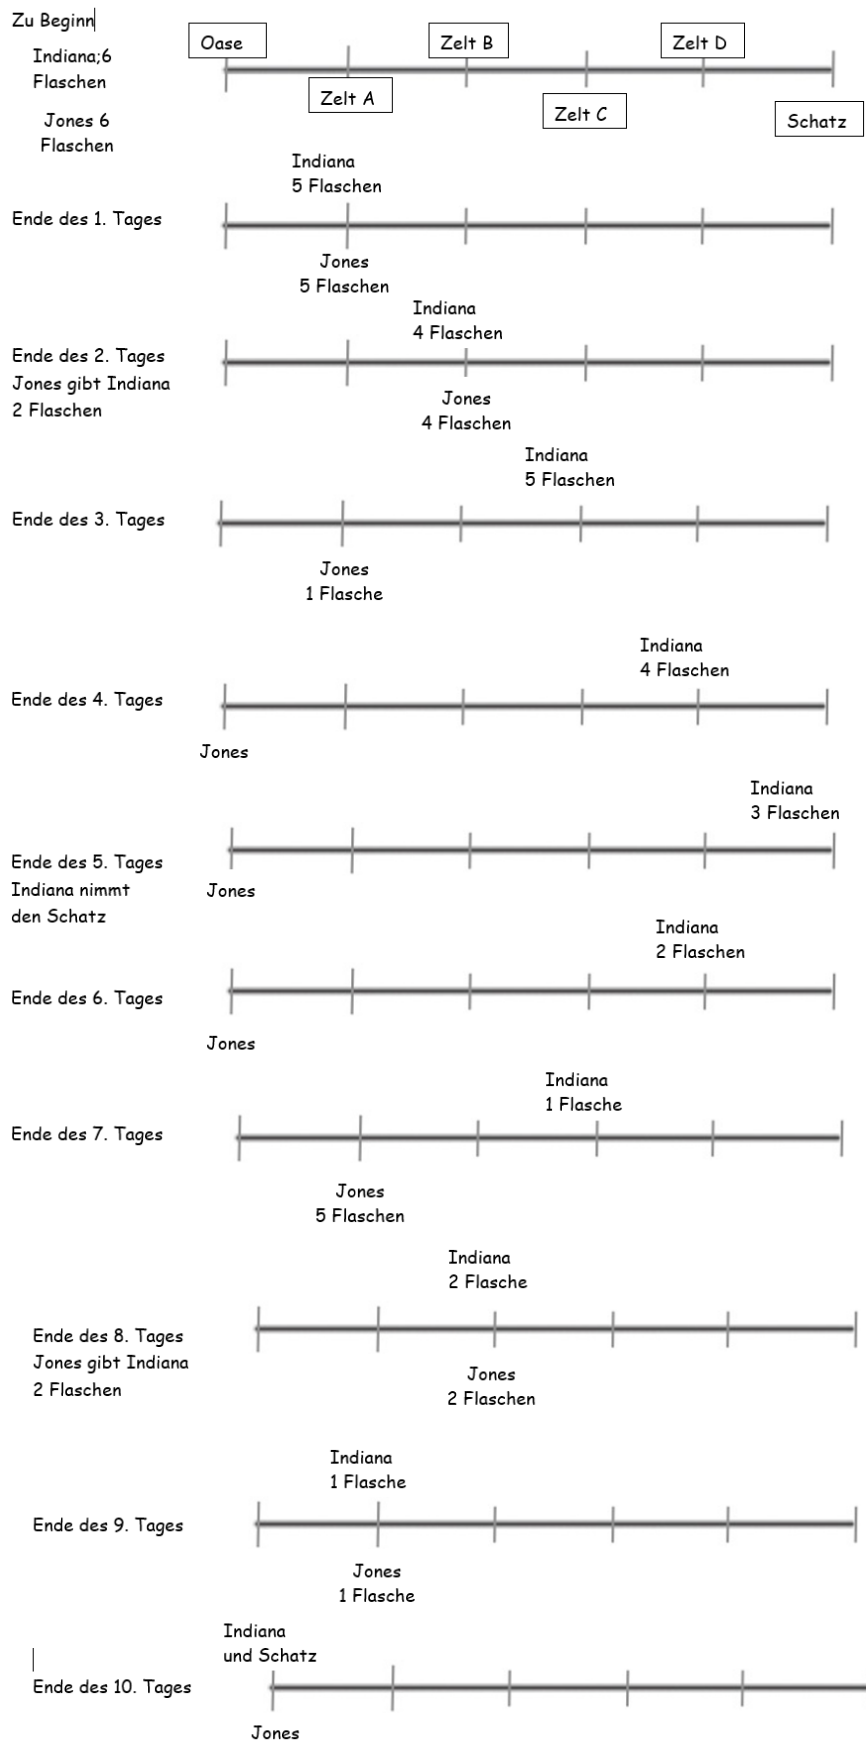 Zu Beginn
Indiana;6
Flaschen
Jones 6
Flaschen
Oase
Zelt A
Zelt B
Zelt C
Zelt D
Schatz
Indiana
5 Flaschen
Ende des 1. Tages
Jones
5 Flaschen
Indiana
4 Flaschen
Ende des 2. Tages
Jones gibt Indiana
2 Flaschen
Jones
4 Flaschen
Indiana
5 Flaschen
Ende des 3. Tages
Jones
1 Flasche
Indiana
4 Flaschen
Ende des 4. Tages
Jones
Indiana
3 Flaschen
Ende des 5. Tages
Indiana nimmt
den Schatz
Jones
Indiana
2 Flaschen
Ende des 6. Tages
Jones
Indiana
1 Flasche
Ende des 7. Tages
Jones
5 Flaschen
Indiana
2 Flasche
Ende des 8. Tages
Jones gibt Indiana
2 Flaschen
Jones
2 Flaschen
Indiana
1 Flasche
Ende des 9. Tages
Jones
1 Flasche
Indiana
und Schatz
Ende des 10. Tages
Jones